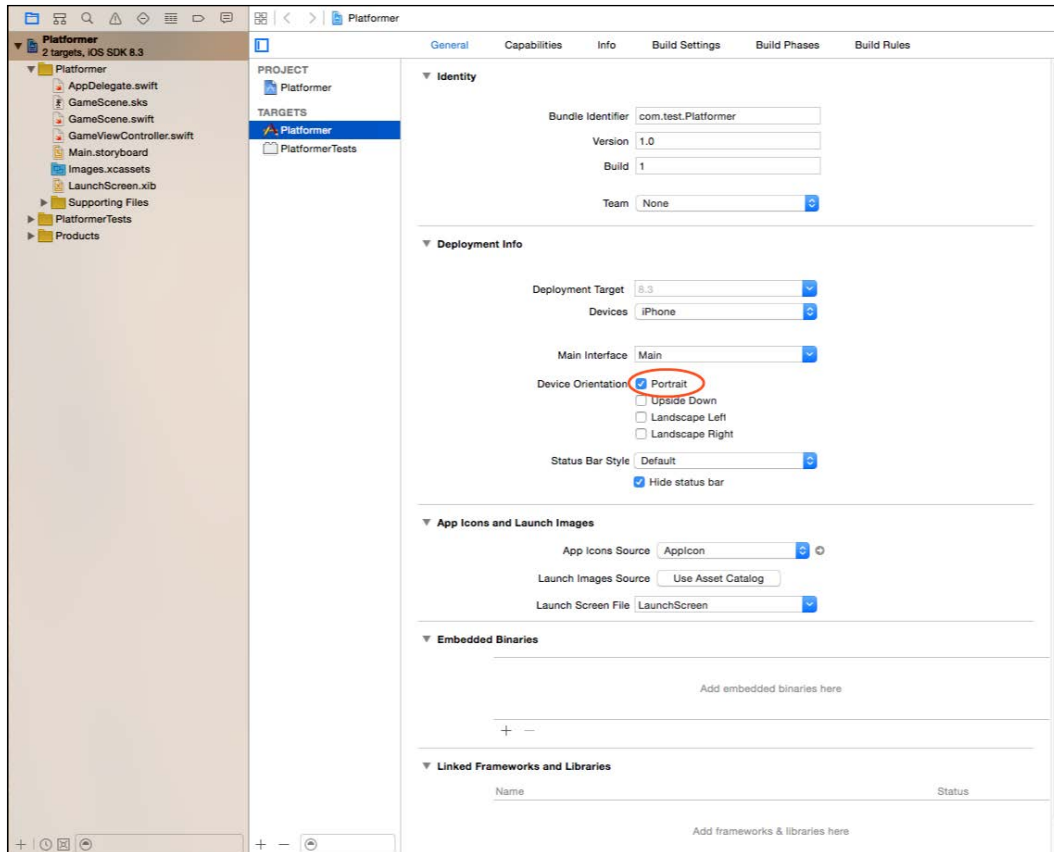 Platformer
Platformer
2 targets, iOS SDK 8.3
Platformer
AppDelegate.swift
GameScene.sks
GameScene.swift
GameViewController.swift
Main.storyboard
Images.xcassets
LaunchScreen.xib
Supporting Files
PlatformerTests
Products
PROJECT
Platformer
TARGETS
Platformer
PlatformerTests
General Capabilities Info Build Settings Build Phases Build Rules
Identity
Bundle Identifier com.test.Platformer
Version 1.0
Build 1
Team None
Deployment Info
Deployment Target 8.3
Devices iPhone
Main Interface Main
Device Orientation Portrait
Upside Down
Landscape Left
Landscape Right
Status Bar Style Default
Hide status bar
App Icons and Launch Images
App Icons Source AppIcon
Launch Images Source Use Asset Catalog
Launch Screen File LaunchScreen
Embedded Binaries
Add embedded binaries here
Linked Frameworks and Libraries
Name Status
Add frameworks & libraries here